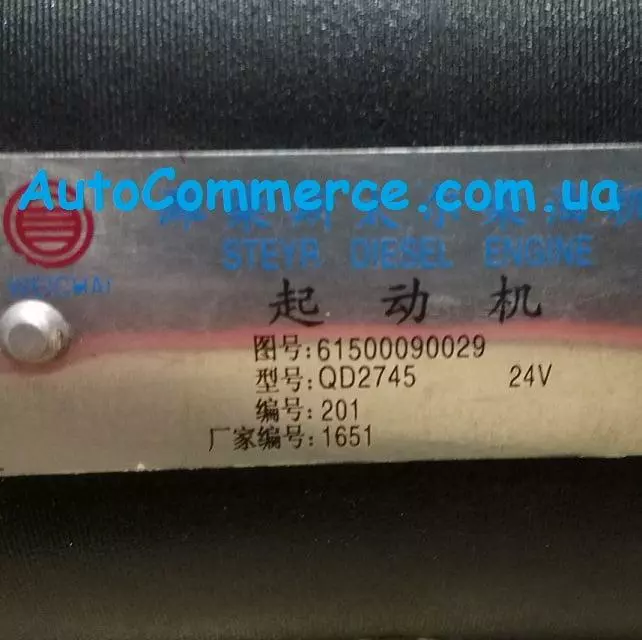 AutoCommerce.com.ua
STEYR DIESEL ENGINE
WEICHAI
起动机
图号:61500090029
型号:QD2745 24V
编号:201
厂家编号:1651